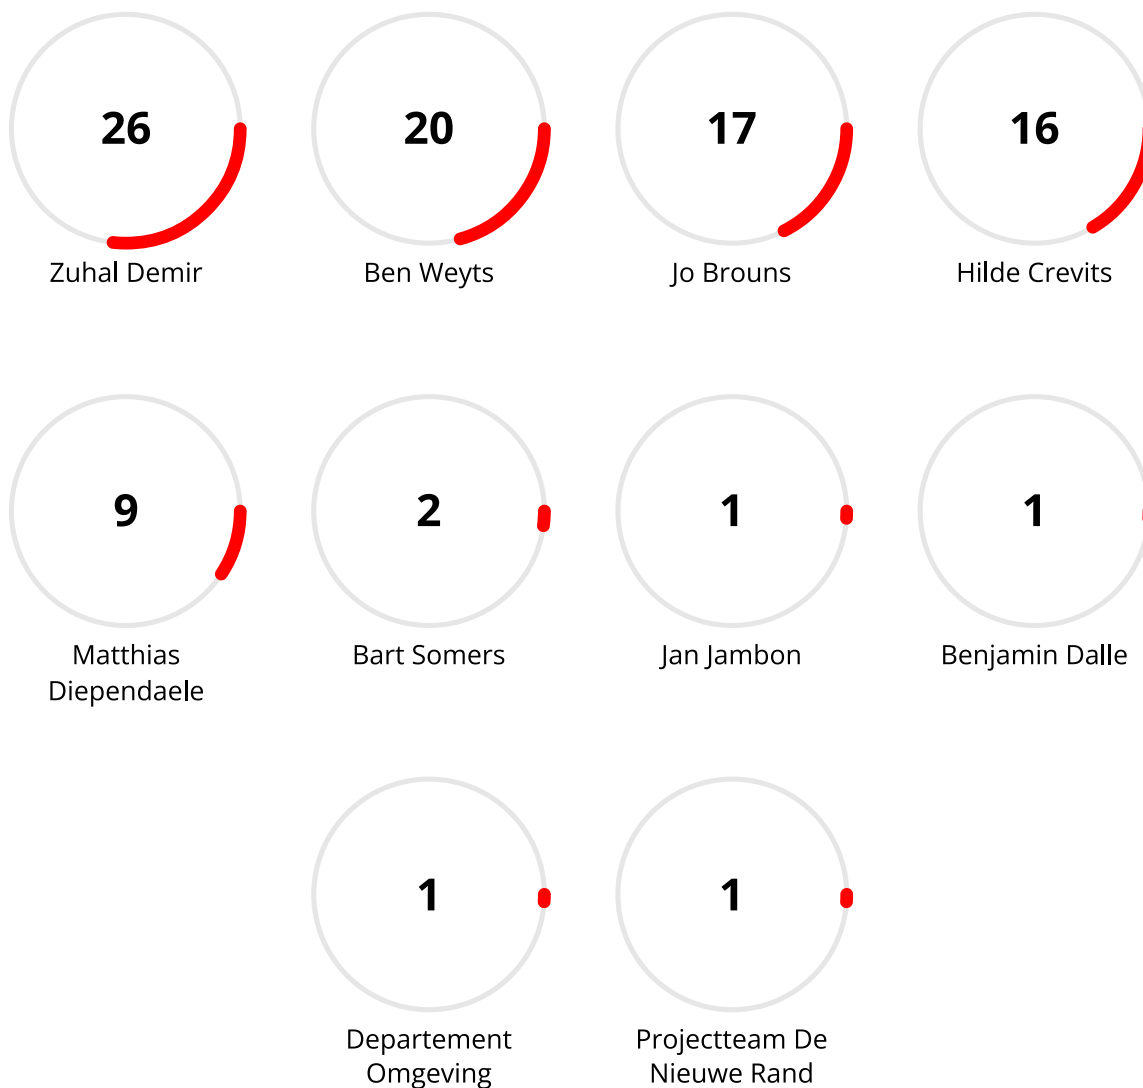 26
20
17
16
Zuhal Demir
Ben Weyts
Jo Brouns
Hilde Crevits
9
2
1
1
Matthias
Diependaele
Bart Somers
Jan Jambon
Benjamin Dalle
1
1
Departement
Omgeving
Projectteam De
Nieuwe Rand